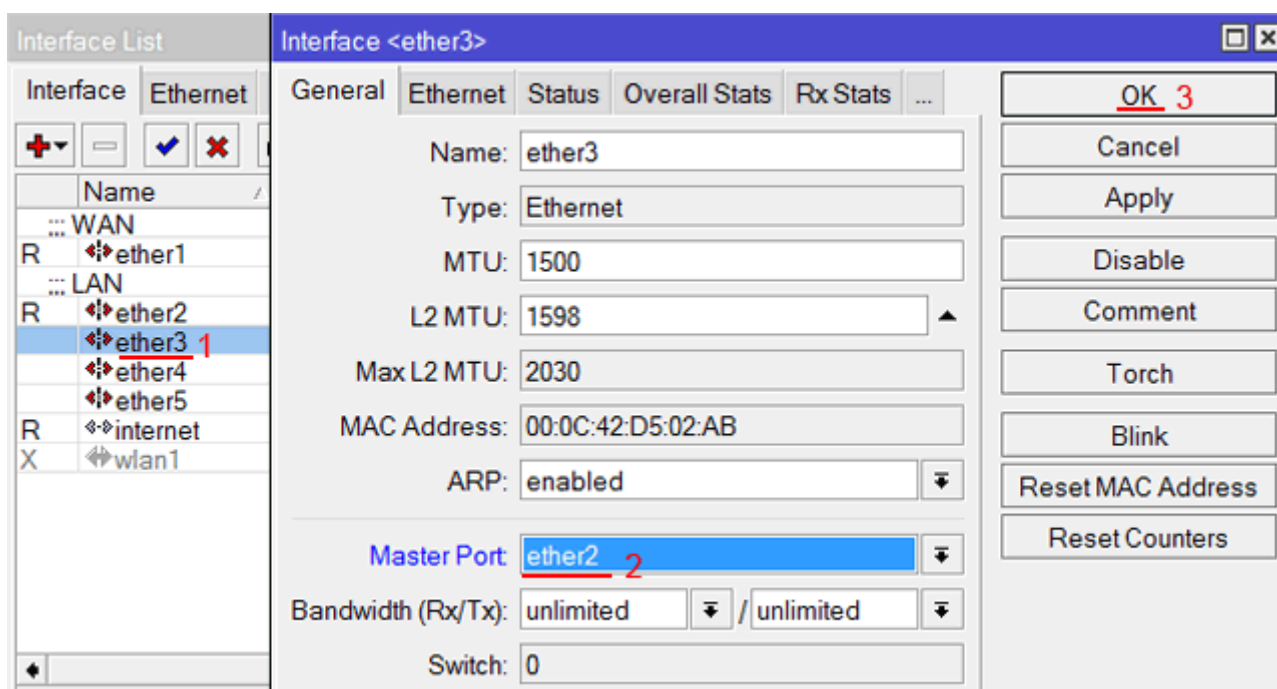 Interface List
Interface Ethernet
Name
::: WAN
R ether1
::: LAN
R ether2
ether3 1
ether4
ether5
R internet
X wlan1
Interface <ether3>
General Ethernet Status Overall Stats Rx Stats ...
Name: ether3
Type: Ethernet
MTU: 1500
L2 MTU: 1598
Max L2 MTU: 2030
MAC Address: 00:0C:42:D5:02:AB
ARP: enabled
Master Port: ether2 2
Bandwidth (Rx/Tx): unlimited / unlimited
Switch: 0
OK 3
Cancel
Apply
Disable
Comment
Torch
Blink
Reset MAC Address
Reset Counters